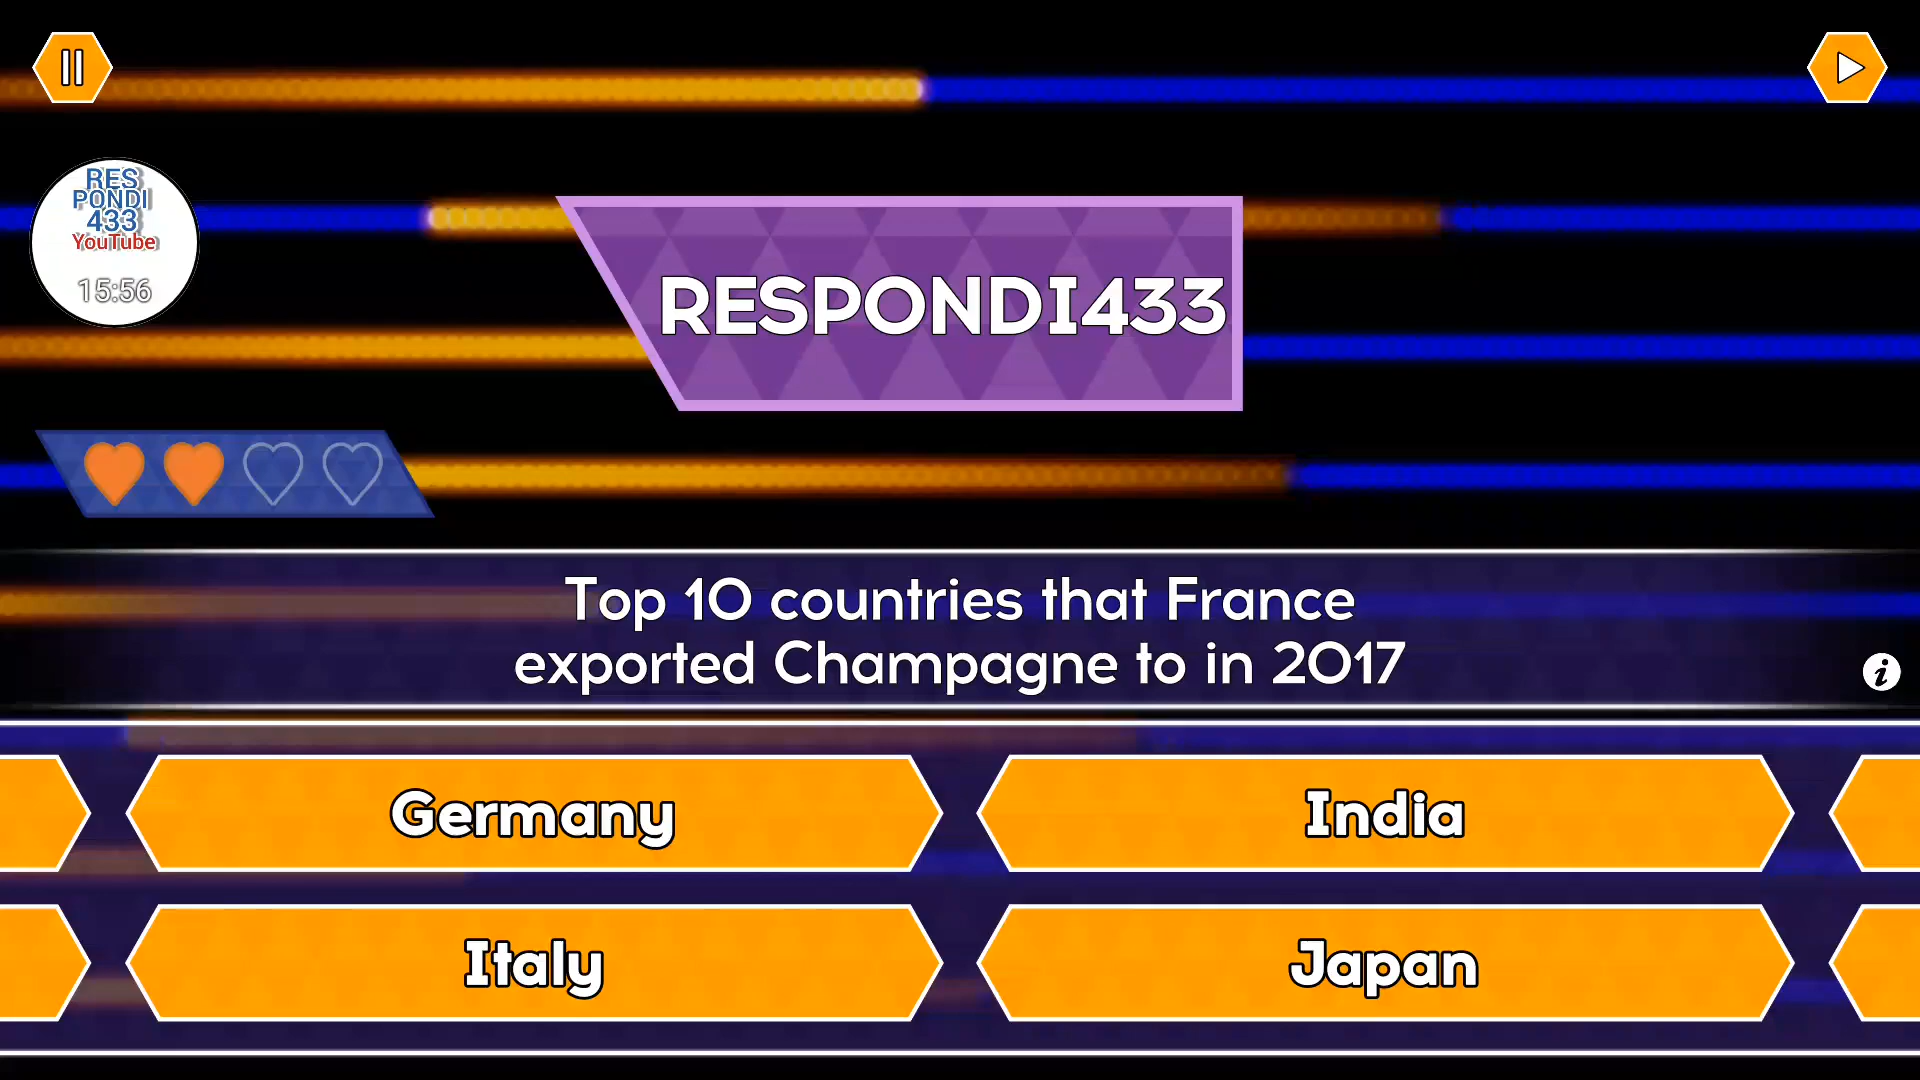 RES
PONDI
433
YouTube
15:56
RESPONDI433
Top 10 countries that France
exported Champagne to in 2017
i
Germany
India
Italy
Japan